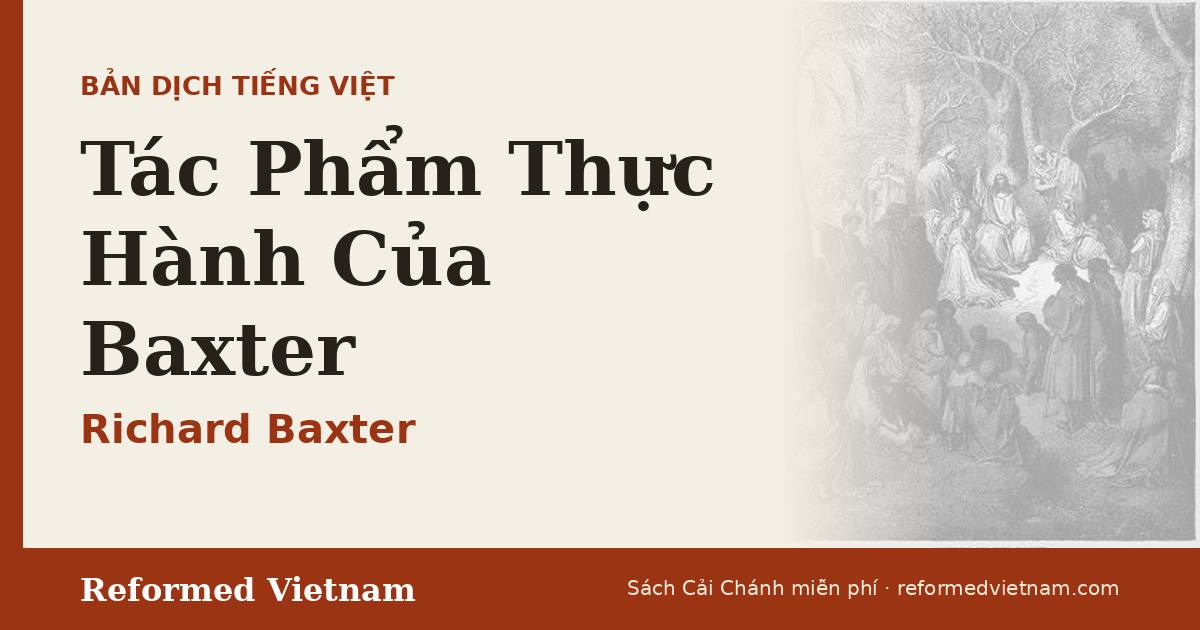 BẢN DỊCH TIẾNG VIỆT
Tác Phẩm Thực
Hành Của
Baxter
Richard Baxter
Reformed Vietnam
Sách Cải Chánh miễn phí · reformedvietnam.com